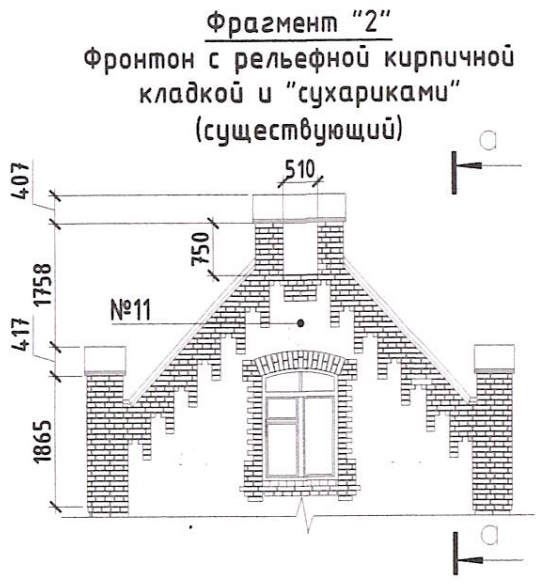 Фрагмент "2"
Фронтон с рельефной кирпичной
кладкой и "сухариками"
(существующий)
а
407
510
750
1758
№11
417
1865
а